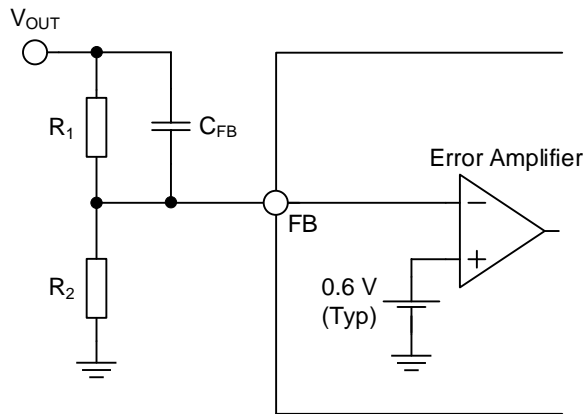 VOUT
R1
CFB
Error Amplifier
FB
−
+
R2
0.6 V
(Typ)